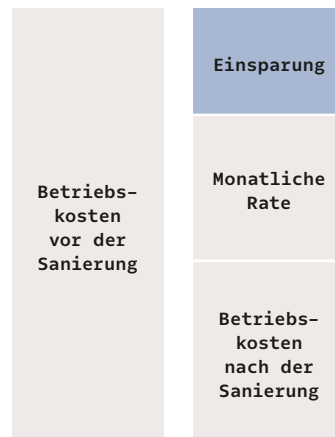 Betriebs–
kosten
vor der
Sanierung
Einsparung
Monatliche
Rate
Betriebs–
kosten
nach der
Sanierung